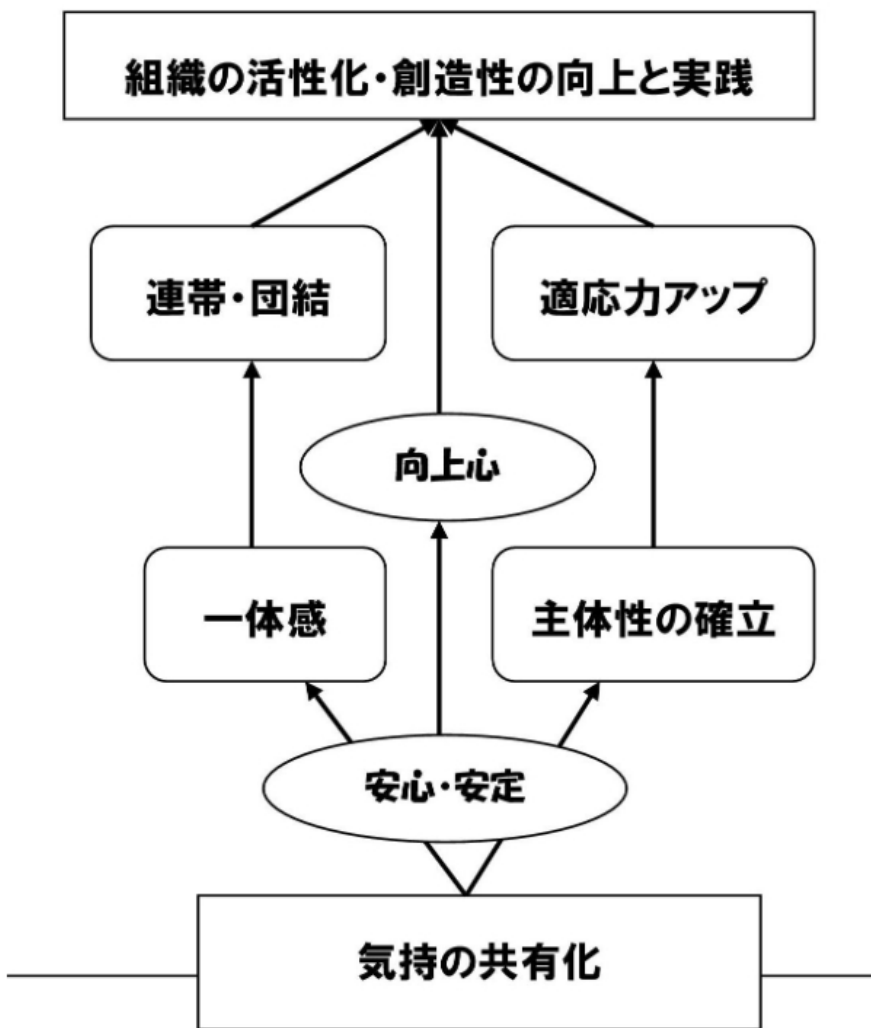 組織の活性化・創造性の向上と実践
連帯・団結
適応力アップ
向上心
一体感
主体性の確立
安心・安定
気持の共有化